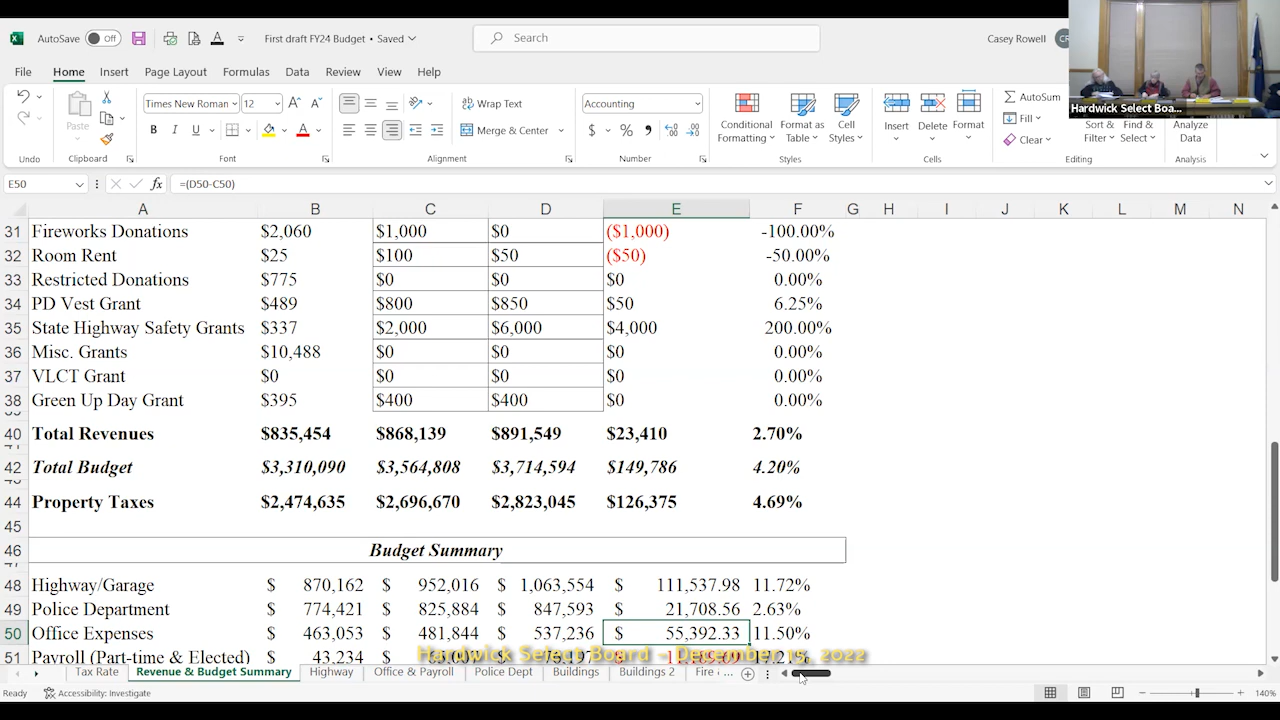 AutoSave Off First draft FY24 Budget • Saved Search Casey Rowell CR
File Home Insert Page Layout Formulas Data Review View Help
Hardwick Select Boa...
Paste Times New Roman 12 Wrap Text Accounting Conditional Format as Cell Insert Delete Format AutoSum Sort & Find & Analyze
B I U Merge & Center $ % Formatting Table Styles Fill Clear Filter Select Data
Undo Clipboard Font Alignment Number Styles Cells Editing Analysis
E50 fx =(D50-C50)
A B C D E F G H I J K L M N
31 Fireworks Donations $2,060 $1,000 $0 ($1,000) -100.00%
32 Room Rent $25 $100 $50 ($50) -50.00%
33 Restricted Donations $775 $0 $0 $0 0.00%
34 PD Vest Grant $489 $800 $850 $50 6.25%
35 State Highway Safety Grants $337 $2,000 $6,000 $4,000 200.00%
36 Misc. Grants $10,488 $0 $0 $0 0.00%
37 VLCT Grant $0 $0 $0 $0 0.00%
38 Green Up Day Grant $395 $400 $400 $0 0.00%
40 Total Revenues $835,454 $868,139 $891,549 $23,410 2.70%
42 Total Budget $3,310,090 $3,564,808 $3,714,594 $149,786 4.20%
44 Property Taxes $2,474,635 $2,696,670 $2,823,045 $126,375 4.69%
45
46 Budget Summary
48 Highway/Garage $ 870,162 $ 952,016 $ 1,063,554 $ 111,537.98 11.72%
49 Police Department $ 774,421 $ 825,884 $ 847,593 $ 21,708.56 2.63%
50 Office Expenses $ 463,053 $ 481,844 $ 537,236 $ 55,392.33 11.50%
51 Payroll (Part-time & Elected) $ 43,234 $
Hardwick Select Board - December 15, 2022
Tax Rate Revenue & Budget Summary Highway Office & Payroll Police Dept Buildings Buildings 2 Fire ...
Ready Accessibility: Investigate 140%